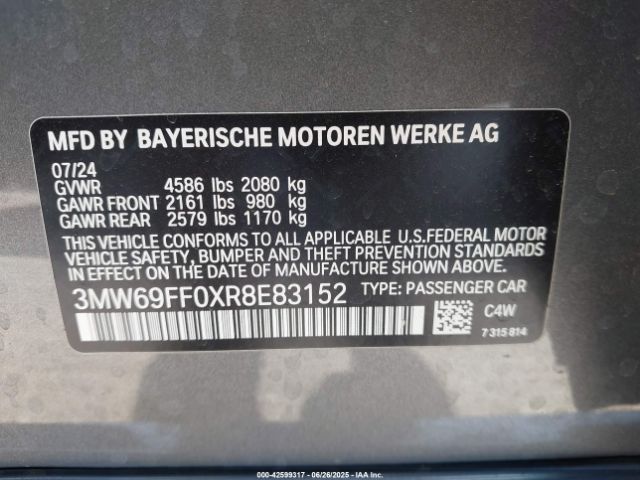 MFD BY BAYERISCHE MOTOREN WERKE AG
07/24
GVWR 4586 lbs 2080 kg
GAWR FRONT 2161 lbs 980 kg
GAWR REAR 2579 lbs 1170 kg
THIS VEHICLE CONFORMS TO ALL APPLICABLE U.S.FEDERAL MOTOR
VEHICLE SAFETY, BUMPER AND THEFT PREVENTION STANDARDS
IN EFFECT ON THE DATE OF MANUFACTURE SHOWN ABOVE.
3MW69FF0XR8E83152 TYPE: PASSENGER CAR
C4W
7 315 814
000-42599317 - 06/26/2025 - IAA, Inc.